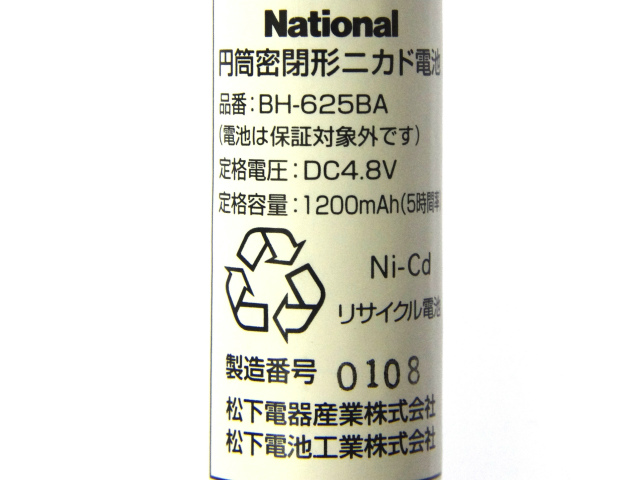 National
円筒密閉形ニカド電池
品番:BH-625BA
(電池は保証対象外です)
定格電圧:DC4.8V
定格容量:1200mAh(5時間率
Ni-Cd
リサイクル電池
製造番号 0108
松下電器産業株式会社
松下電池工業株式会社